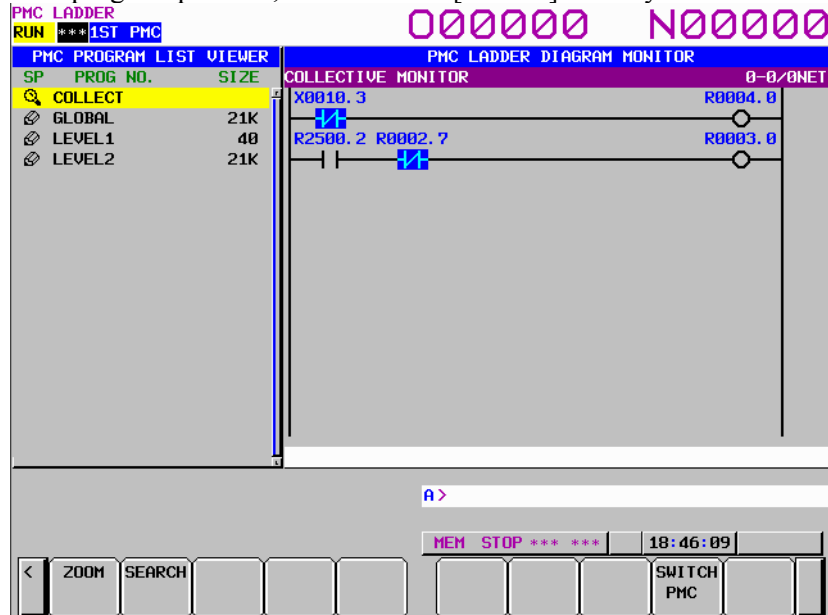 PMC LADDER
O00000 N00000
RUN ***1ST PMC
PMC PROGRAM LIST VIEWER
PMC LADDER DIAGRAM MONITOR
SP PROG NO. SIZE
COLLECTIVE MONITOR 0-0/0NET
COLLECT
GLOBAL 21K
LEVEL1 40
LEVEL2 21K
X0010.3 R0004.0
R2500.2 R0002.7 R0003.0
A>
MEM STOP *** *** 18:46:09
< ZOOM SEARCH SWITCH
PMC